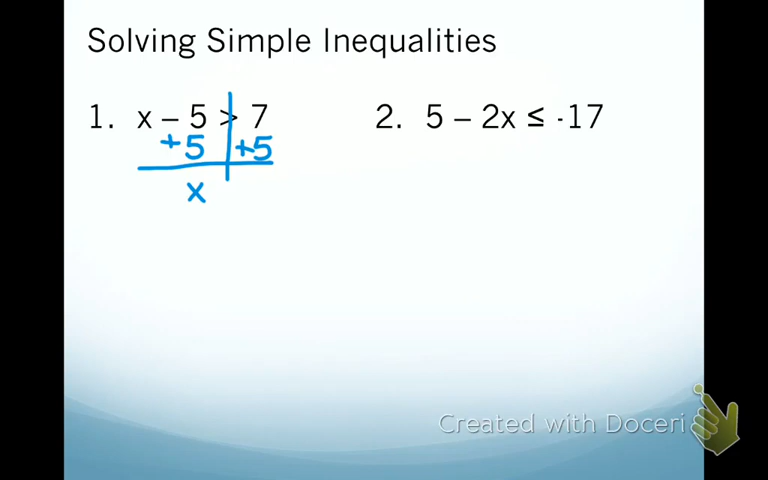 Solving Simple Inequalities
1. x – 5 > 7
+5 +5
x
2. 5 – 2x ≤ -17
Created with Doceri